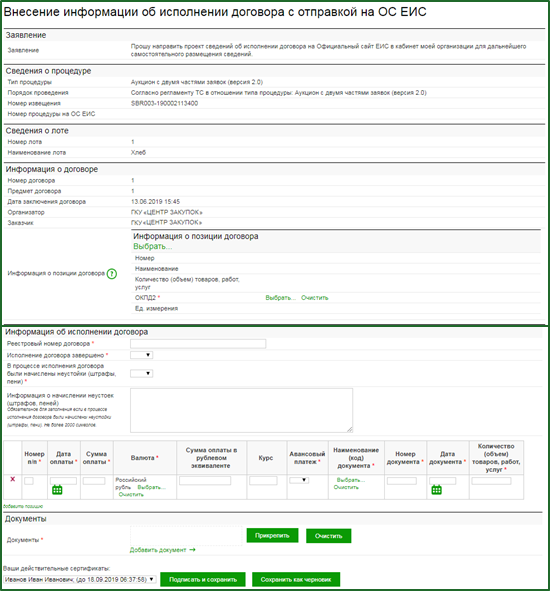 Внесение информации об исполнении договора с отправкой на ОС ЕИС
Заявление
Заявление
Прошу направить проект сведений об исполнении договора на Официальный сайт ЕИС в кабинет моей организации для дальнейшего
самостоятельного размещения сведений.
Сведения о процедуре
Тип процедуры Аукцион с двумя частями заявок (версия 2.0)
Порядок проведения Согласно регламенту ТС в отношении типа процедуры: Аукцион с двумя частями заявок (версия 2.0)
Номер извещения SBR003-190002113400
Номер процедуры на ОС ЕИС
Сведения о лоте
Номер лота 1
Наименование лота Хлеб
Информация о договоре
Номер договора 1
Предмет договора 1
Дата заключения договора 13.06.2019 15:45
Организатор ГКУ «ЦЕНТР ЗАКУПОК»
Заказчик ГКУ «ЦЕНТР ЗАКУПОК»
Информация о позиции договора ?
Информация о позиции договора
Выбрать...
Номер
Наименование
Количество (объем) товаров, работ,
услуг
ОКПД2 * Выбрать... Очистить
Ед. измерения
Информация об исполнении договора
Реестровый номер договора *
Исполнение договора завершено *
В процессе исполнения договора
были начислены неустойки (штрафы,
пени) *
Информация о начислении неустоек
(штрафов, пеней)
Обязательное для заполнения если в процессе
исполнения договора были начислены неустойки
(штрафы, пени). Не более 2000 символов
Номер п/п * Дата оплаты * Сумма оплаты * Валюта * Сумма оплаты в рублевом эквиваленте Курс Авансовый платеж * Наименование (код) документа * Номер документа * Дата документа * Количество (объем) товаров, работ, услуг *
X Российский рубль Выбрать... Очистить Выбрать... Очистить
добавить позицию
Документы
Документы * Прикрепить Очистить
Добавить документ →
Ваши действительные сертификаты:
Иванов Иван Иванович, (до 18.09.2019 06:37:58) Подписать и сохранить Сохранить как черновик